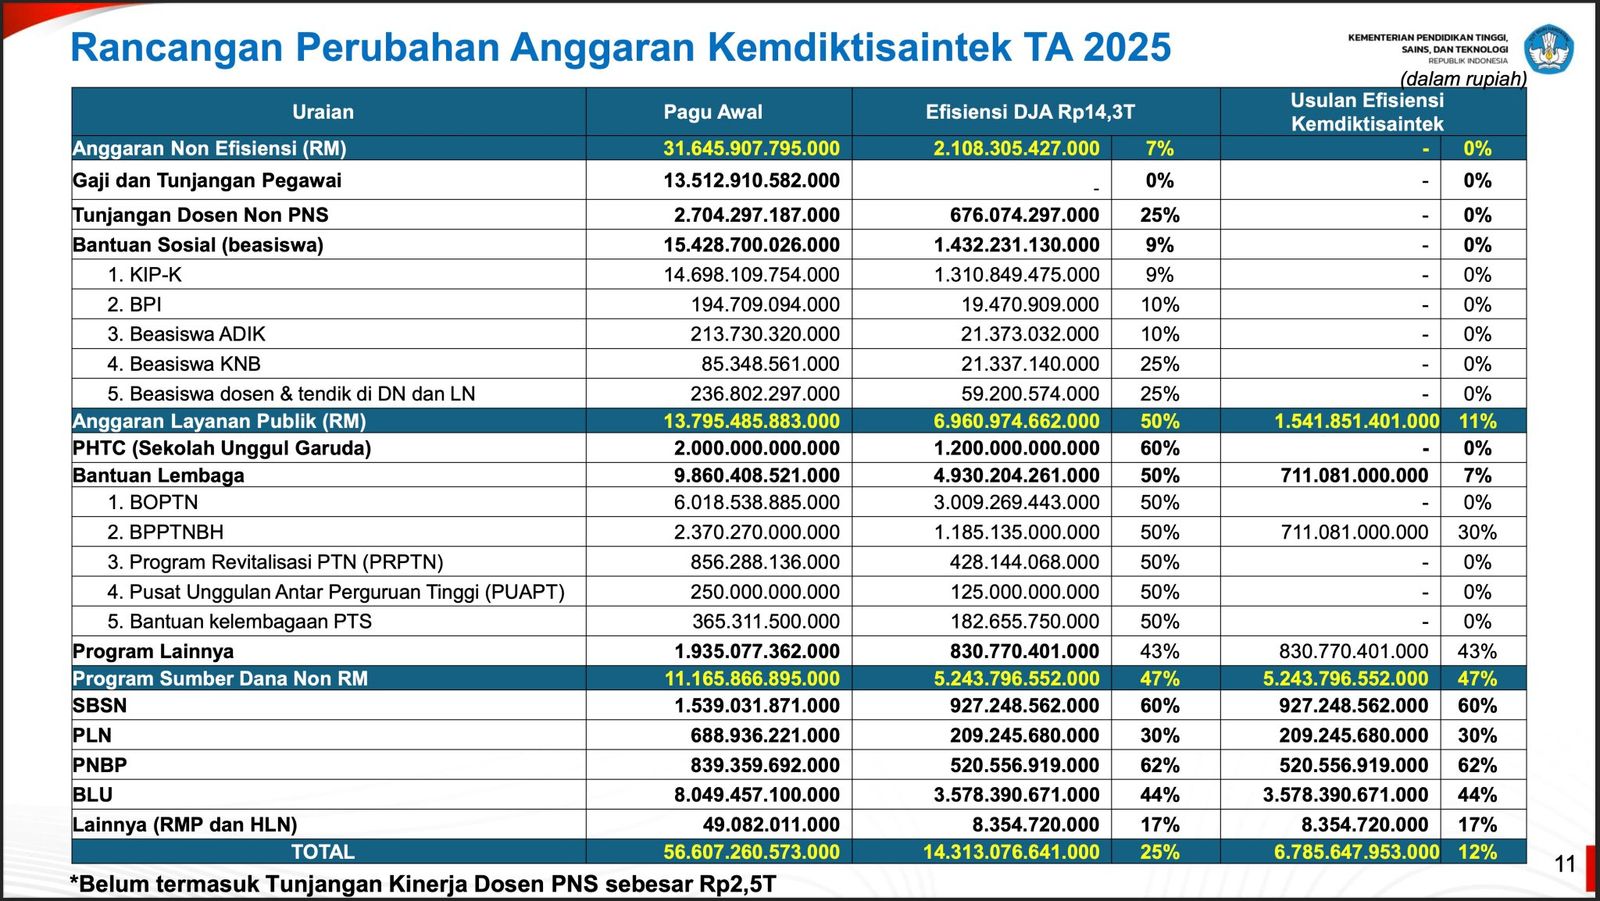 Rancangan Perubahan Anggaran Kemdiktisaintek TA 2025
KEMENTERIAN PENDIDIKAN TINGGI,
SAINS, DAN TEKNOLOGI
REPUBLIK INDONESIA
(dalam rupiah)
Uraian Pagu Awal Efisiensi DJA Rp14,3T Usulan Efisiensi
Kemdiktisaintek
Anggaran Non Efisiensi (RM) 31.645.907.795.000 2.108.305.427.000 7% - 0%
Gaji dan Tunjangan Pegawai 13.512.910.582.000 - 0% - 0%
Tunjangan Dosen Non PNS 2.704.297.187.000 676.074.297.000 25% - 0%
Bantuan Sosial (beasiswa) 15.428.700.026.000 1.432.231.130.000 9% - 0%
1. KIP-K 14.698.109.754.000 1.310.849.475.000 9% - 0%
2. BPI 194.709.094.000 19.470.909.000 10% - 0%
3. Beasiswa ADIK 213.730.320.000 21.373.032.000 10% - 0%
4. Beasiswa KNB 85.348.561.000 21.337.140.000 25% - 0%
5. Beasiswa dosen & tendik di DN dan LN 236.802.297.000 59.200.574.000 25% - 0%
Anggaran Layanan Publik (RM) 13.795.485.883.000 6.960.974.662.000 50% 1.541.851.401.000 11%
PHTC (Sekolah Unggul Garuda) 2.000.000.000.000 1.200.000.000.000 60% - 0%
Bantuan Lembaga 9.860.408.521.000 4.930.204.261.000 50% 711.081.000.000 7%
1. BOPTN 6.018.538.885.000 3.009.269.443.000 50% - 0%
2. BPPTNBH 2.370.270.000.000 1.185.135.000.000 50% 711.081.000.000 30%
3. Program Revitalisasi PTN (PRPTN) 856.288.136.000 428.144.068.000 50% - 0%
4. Pusat Unggulan Antar Perguruan Tinggi (PUAPT) 250.000.000.000 125.000.000.000 50% - 0%
5. Bantuan kelembagaan PTS 365.311.500.000 182.655.750.000 50% - 0%
Program Lainnya 1.935.077.362.000 830.770.401.000 43% 830.770.401.000 43%
Program Sumber Dana Non RM 11.165.866.895.000 5.243.796.552.000 47% 5.243.796.552.000 47%
SBSN 1.539.031.871.000 927.248.562.000 60% 927.248.562.000 60%
PLN 688.936.221.000 209.245.680.000 30% 209.245.680.000 30%
PNBP 839.359.692.000 520.556.919.000 62% 520.556.919.000 62%
BLU 8.049.457.100.000 3.578.390.671.000 44% 3.578.390.671.000 44%
Lainnya (RMP dan HLN) 49.082.011.000 8.354.720.000 17% 8.354.720.000 17%
TOTAL 56.607.260.573.000 14.313.076.641.000 25% 6.785.647.953.000 12%
*Belum termasuk Tunjangan Kinerja Dosen PNS sebesar Rp2,5T
11